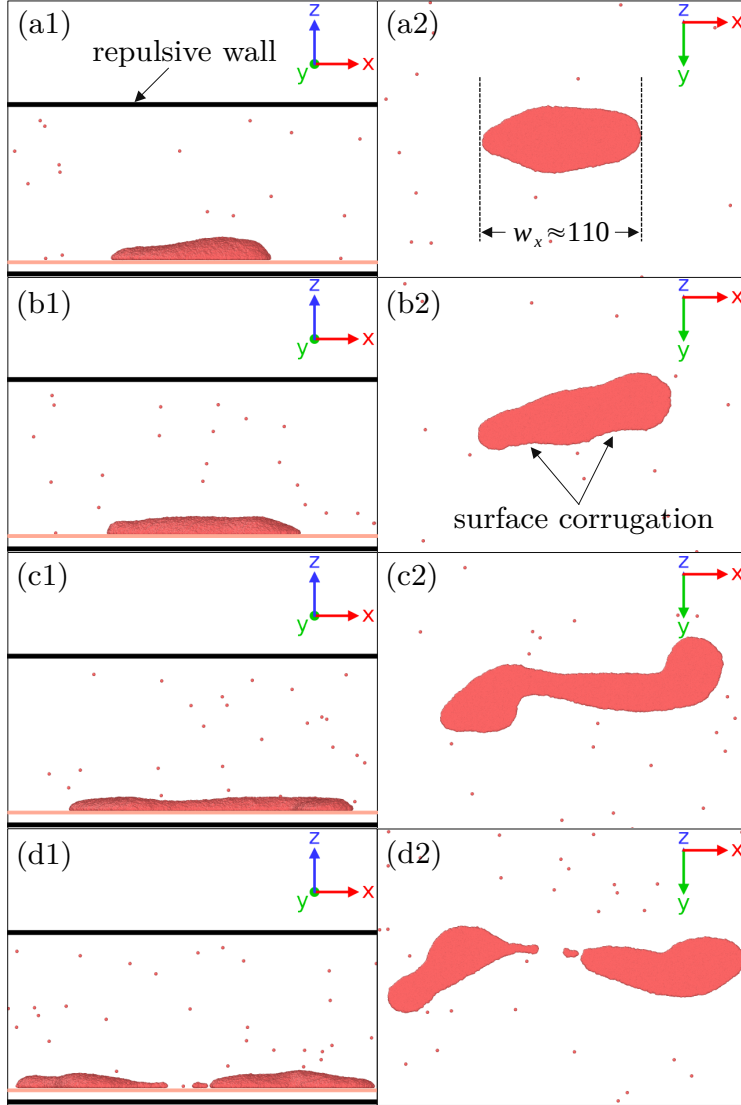 (a1)
z
y
x
repulsive wall
(a2)
z
x
y
w_x ≈110
(b1)
z
y
x
(b2)
z
x
y
surface corrugation
(c1)
z
y
x
(c2)
z
x
y
(d1)
z
y
x
(d2)
z
x
y